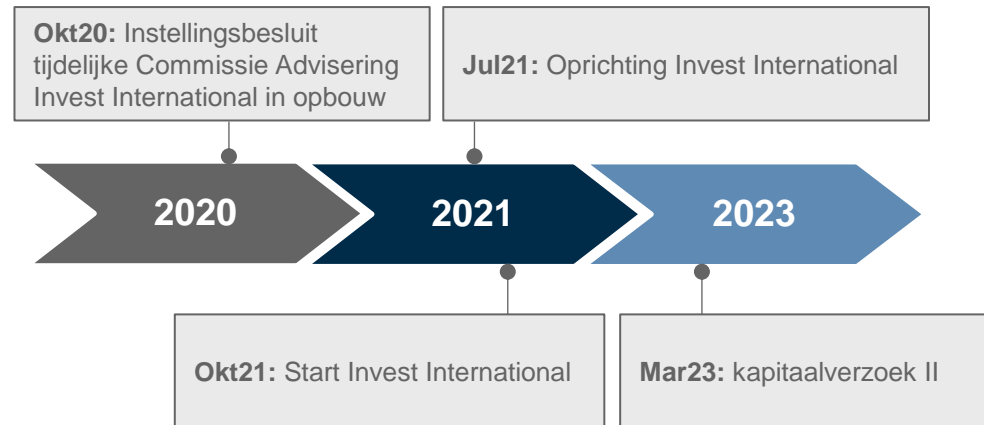 Okt20: Instellingsbesluit
tijdelijke Commissie Advisering
Invest International in opbouw
Jul21: Oprichting Invest International
2020
2021
2023
Okt21: Start Invest International
Mar23: kapitaalverzoek II